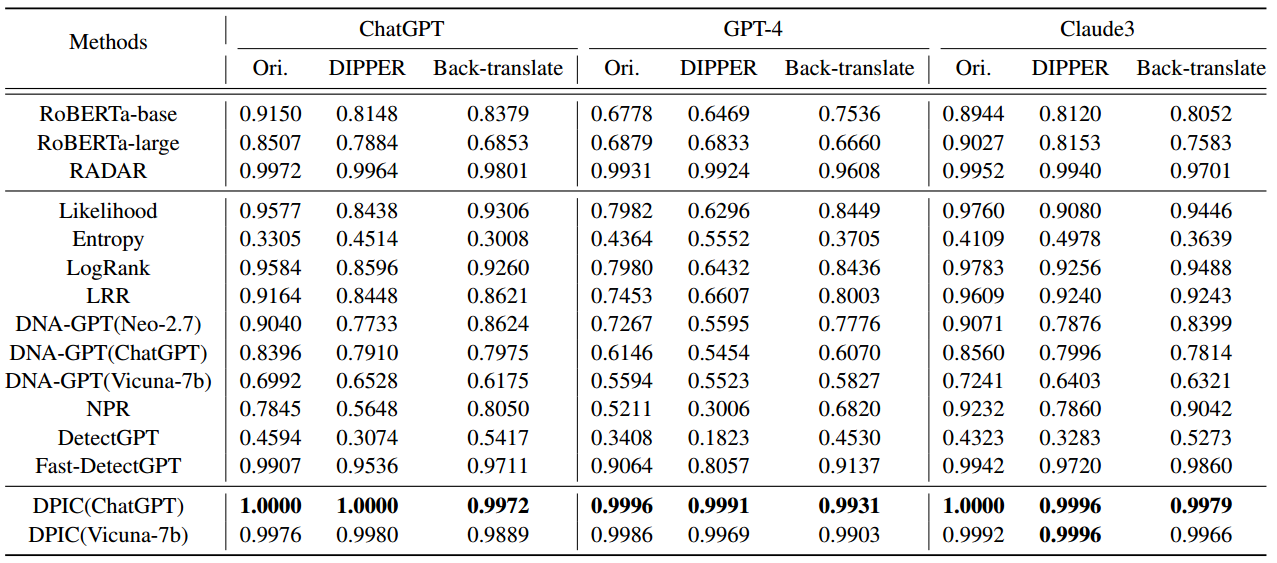 Methods ChatGPT GPT-4 Claude3
Ori. DIPPER Back-translate Ori. DIPPER Back-translate Ori. DIPPER Back-translate
RoBERTa-base 0.9150 0.8148 0.8379 0.6778 0.6469 0.7536 0.8944 0.8120 0.8052
RoBERTa-large 0.8507 0.7884 0.6853 0.6879 0.6833 0.6660 0.9027 0.8153 0.7583
RADAR 0.9972 0.9964 0.9801 0.9931 0.9924 0.9608 0.9952 0.9940 0.9701
Likelihood 0.9577 0.8438 0.9306 0.7982 0.6296 0.8449 0.9760 0.9080 0.9446
Entropy 0.3305 0.4514 0.3008 0.4364 0.5552 0.3705 0.4109 0.4978 0.3639
LogRank 0.9584 0.8596 0.9260 0.7980 0.6432 0.8436 0.9783 0.9256 0.9488
LRR 0.9164 0.8448 0.8621 0.7453 0.6607 0.8003 0.9609 0.9240 0.9243
DNA-GPT(Neo-2.7) 0.9040 0.7733 0.8624 0.7267 0.5595 0.7776 0.9071 0.7876 0.8399
DNA-GPT(ChatGPT) 0.8396 0.7910 0.7975 0.6146 0.5454 0.6070 0.8560 0.7996 0.7814
DNA-GPT(Vicuna-7b) 0.6992 0.6528 0.6175 0.5594 0.5523 0.5827 0.7241 0.6403 0.6321
NPR 0.7845 0.5648 0.8050 0.5211 0.3006 0.6820 0.9232 0.7860 0.9042
DetectGPT 0.4594 0.3074 0.5417 0.3408 0.1823 0.4530 0.4323 0.3283 0.5273
Fast-DetectGPT 0.9907 0.9536 0.9711 0.9064 0.8057 0.9137 0.9942 0.9720 0.9860
DPIC(ChatGPT) 1.0000 1.0000 0.9972 0.9996 0.9991 0.9931 1.0000 0.9996 0.9979
DPIC(Vicuna-7b) 0.9976 0.9980 0.9889 0.9986 0.9969 0.9903 0.9992 0.9996 0.9966